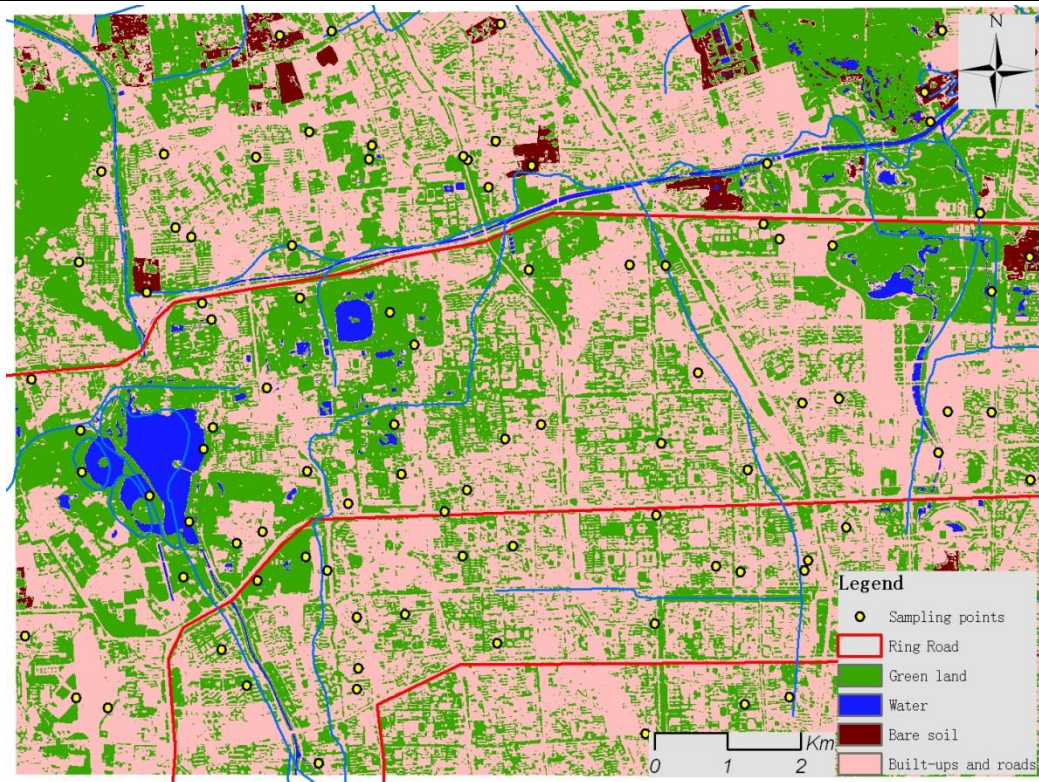 N
Legend
Sampling points
Ring Road
Green land
Water
Bare soil
Built-ups and roads
Km
0 1 2